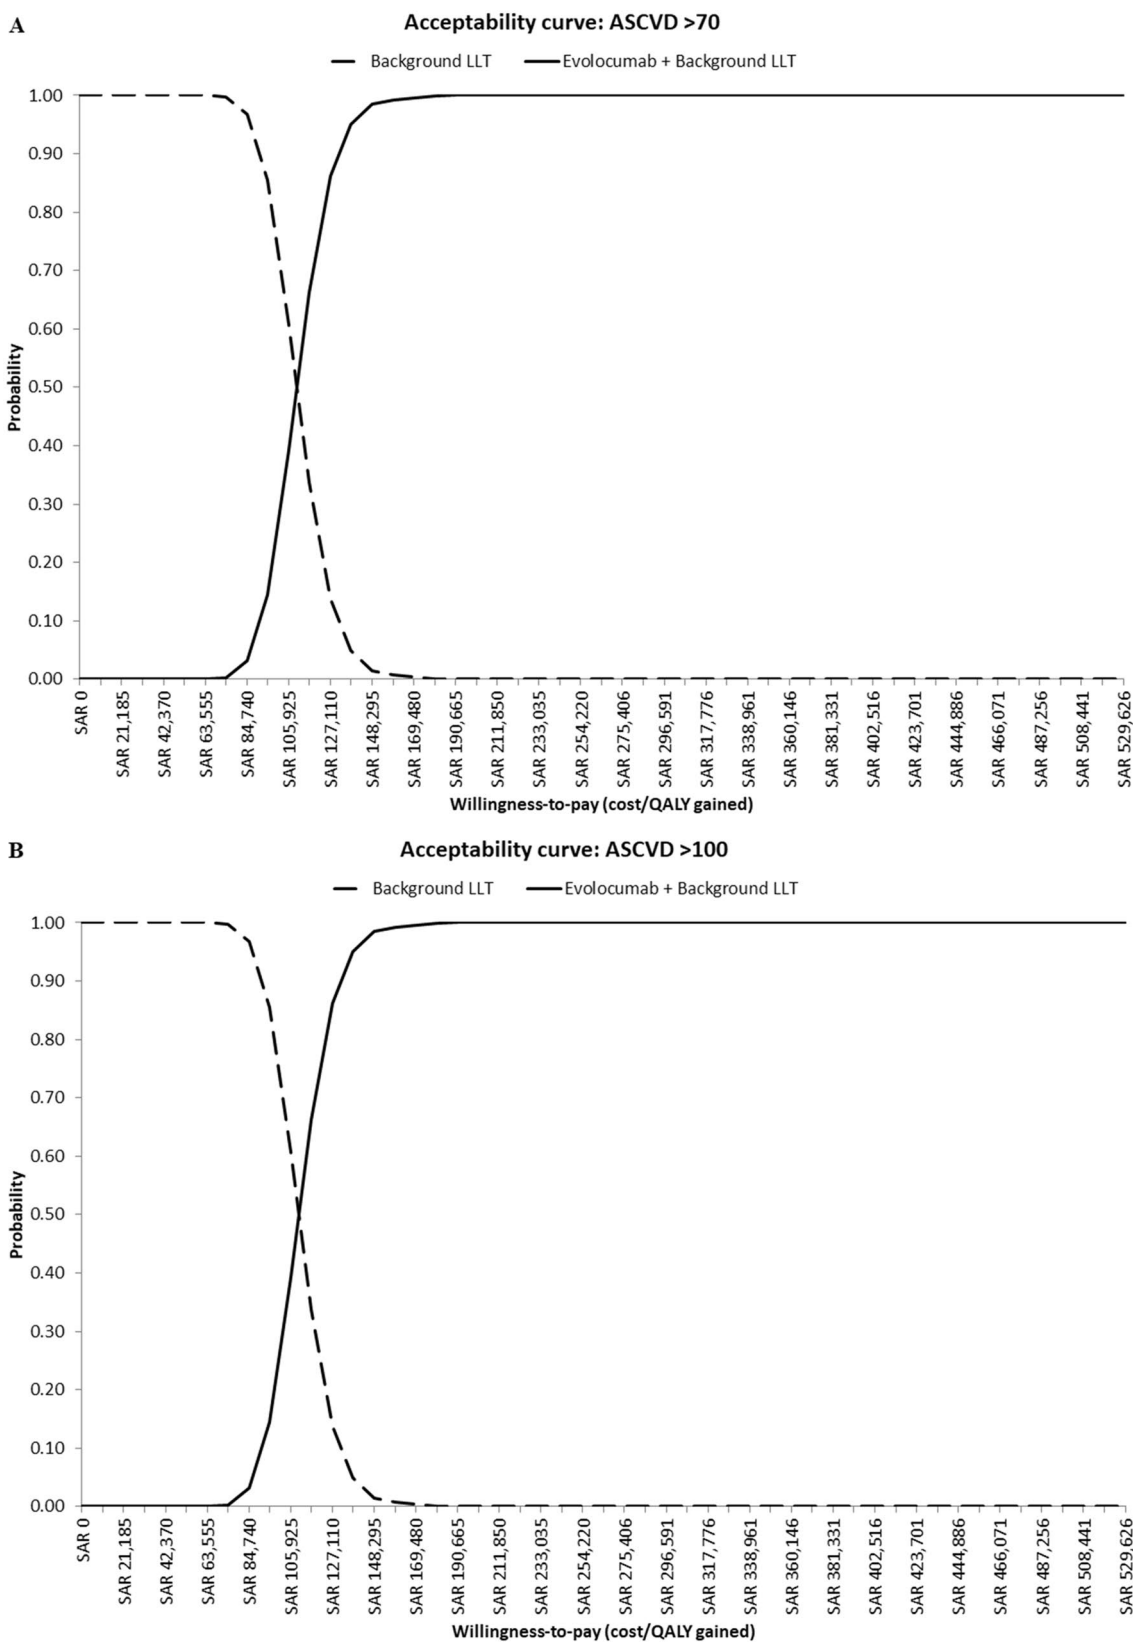 A
Acceptability curve: ASCVD >70
Background LLT
Evolocumab + Background LLT
1.00
0.90
0.80
0.70
0.60
0.50
0.40
0.30
0.20
0.10
0.00
Probability
SAR 0
SAR 21,185
SAR 42,370
SAR 63,555
SAR 84,740
SAR 105,925
SAR 127,110
SAR 148,295
SAR 169,480
SAR 190,665
SAR 211,850
SAR 233,035
SAR 254,220
SAR 275,406
SAR 296,591
SAR 317,776
SAR 338,961
SAR 360,146
SAR 381,331
SAR 402,516
SAR 423,701
SAR 444,886
SAR 466,071
SAR 487,256
SAR 508,441
SAR 529,626
Willingness-to-pay (cost/QALY gained)
B
Acceptability curve: ASCVD >100
Background LLT
Evolocumab + Background LLT
1.00
0.90
0.80
0.70
0.60
0.50
0.40
0.30
0.20
0.10
0.00
Probability
SAR 0
SAR 21,185
SAR 42,370
SAR 63,555
SAR 84,740
SAR 105,925
SAR 127,110
SAR 148,295
SAR 169,480
SAR 190,665
SAR 211,850
SAR 233,035
SAR 254,220
SAR 275,406
SAR 296,591
SAR 317,776
SAR 338,961
SAR 360,146
SAR 381,331
SAR 482,516
SAR 423,701
SAR 444,886
SAR 466,071
SAR 487,256
SAR 508,441
SAR 529,626
Willingness-to-pay (cost/QALY gained)